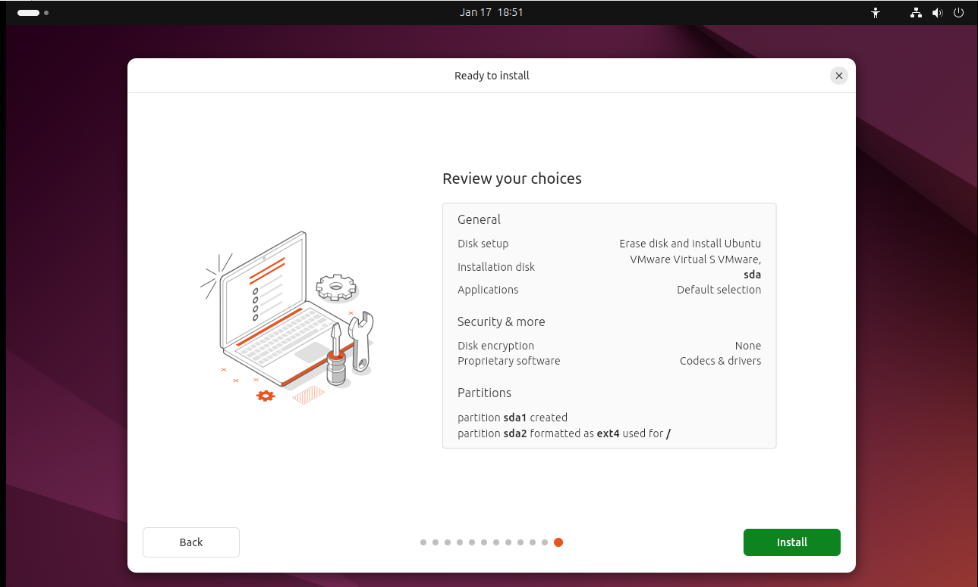 Jan 17 18:51
Ready to install
Review your choices
General
Disk setup Erase disk and install Ubuntu
Installation disk VMware Virtual S VMware,
sda
Applications Default selection
Security & more
Disk encryption None
Proprietary software Codecs & drivers
Partitions
partition sda1 created
partition sda2 formatted as ext4 used for /
Back
Install